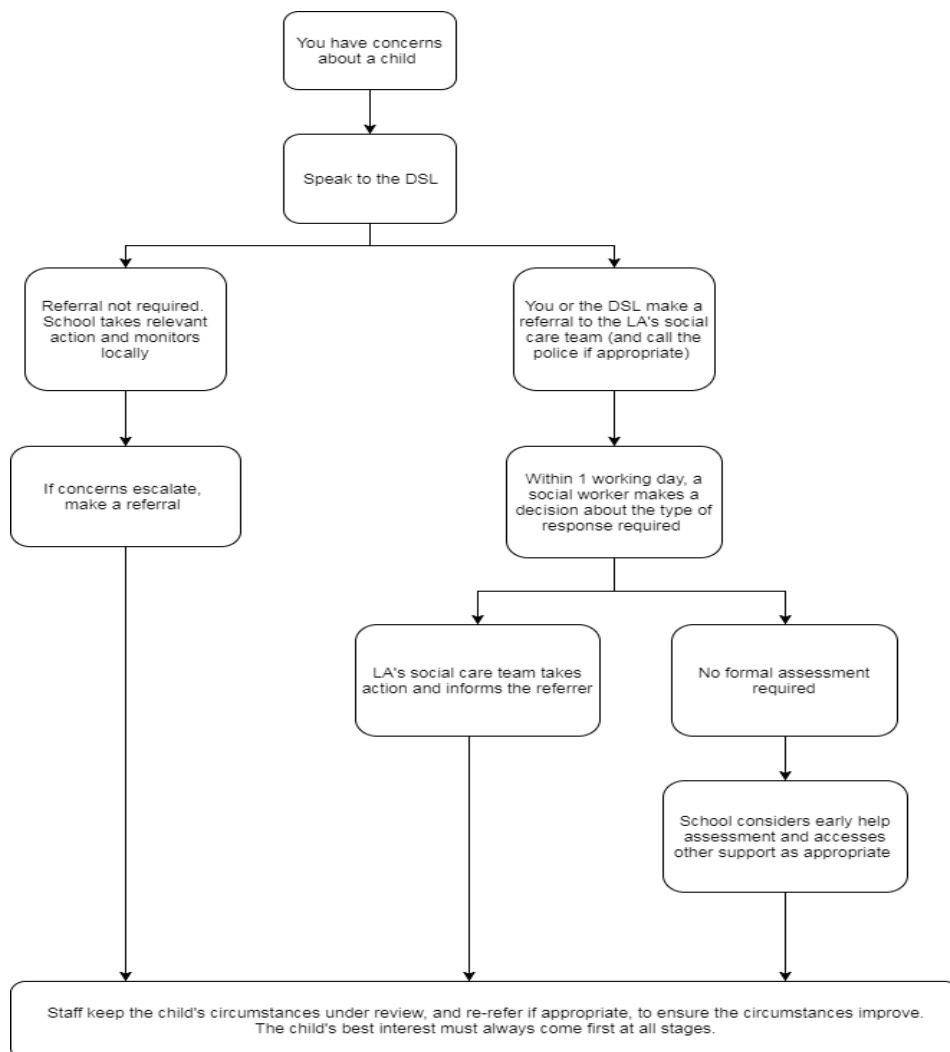 You have concerns
about a child
Speak to the DSL
Referral not required.
School takes relevant
action and monitors
locally
You or the DSL make a
referral to the LA's social
care team (and call the
police if appropriate)
If concerns escalate,
make a referral
Within 1 working day, a
social worker makes a
decision about the type of
response required
LA's social care team takes
action and informs the referrer
No formal assessment
required
School considers early help
assessment and accesses
other support as appropriate
Staff keep the child's circumstances under review, and re-refer if appropriate, to ensure the circumstances improve.
The child's best interest must always come first at all stages.